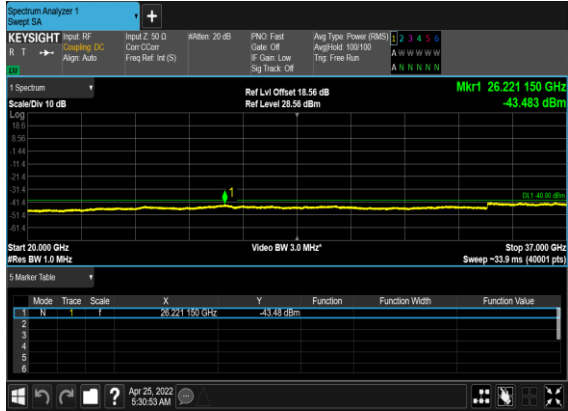 Spectrum Analyzer 1
Swept SA
+
KEYSIGHT Input: RF Input Z: 50 Ω #Atten: 20 dB PNO: Fast Avg Type: Power (RMS) 1 2 3 4 5 6
R T Coupling: DC Corr CCorr Gate: Off Avg|Hold: 100/100 A W W W W W
Align: Auto Freq Ref: Int (S) IF Gain: Low Trig: Free Run
LXI Sig Track: Off A N N N N N
1 Spectrum Ref Lvl Offset 18.56 dB Mkr1 26.221 150 GHz
Scale/Div 10 dB Ref Level 28.56 dBm -43.483 dBm
Log
18.6
8.56
-1.44
-11.4
-21.4
-31.4 1 DL1 -40.00 dBm
-41.4
-51.4
-61.4
Start 20.000 GHz Video BW 3.0 MHz* Stop 37.000 GHz
#Res BW 1.0 MHz Sweep ~33.9 ms (40001 pts)
5 Marker Table
Mode Trace Scale X Y Function Function Width Function Value
1 N 1 f 26.221 150 GHz -43.48 dBm
2
3
4
5
6
? Apr 25, 2022
5:30:53 AM